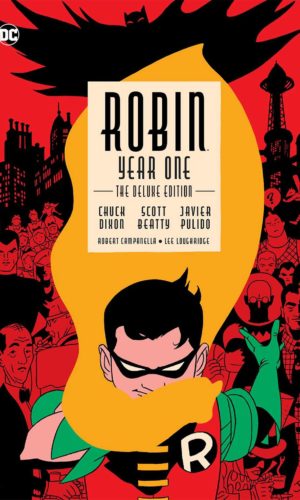 DC
ROBIN
YEAR ONE
THE DELUXE EDITION
CHUCK SCOTT JAVIER
DIXON BEATTY PULIDO
ROBERT CAMPANELLA • LEE LOUGHRIDGE
R